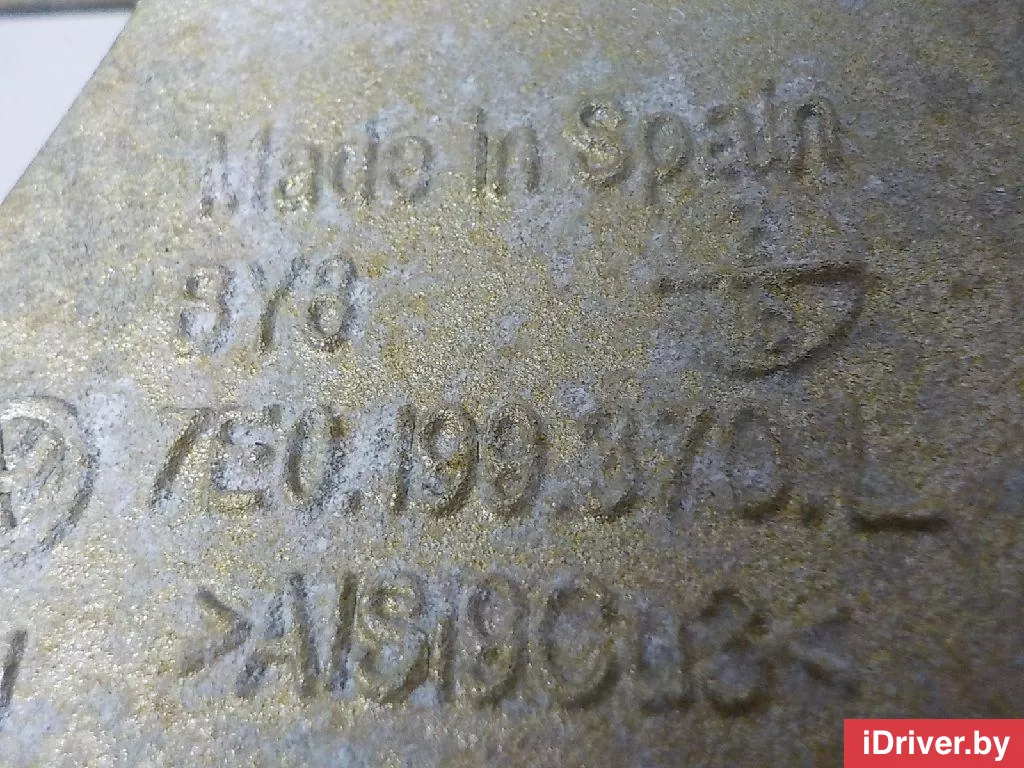 Made in Spain
3Y8
7E0.199.370.L
>AlSi9Cu3<
iDriver.by